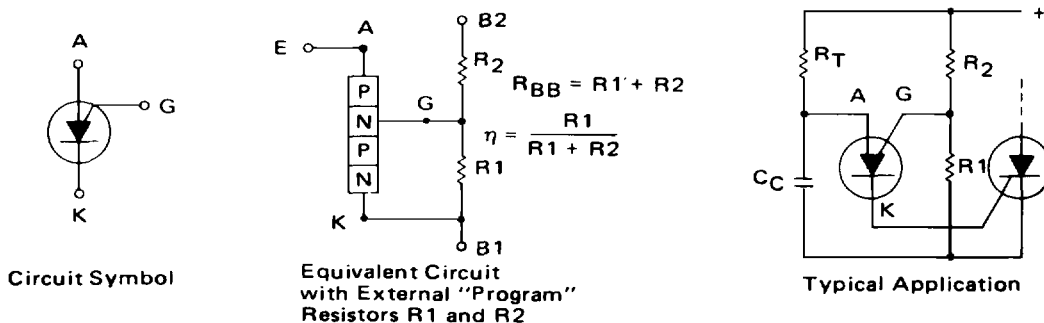 A
G
K
Circuit Symbol
B2
E
A
R2
RBB = R1 + R2
P
N
P
N
G
η = R1 / R1 + R2
R1
K
B1
Equivalent Circuit
with External "Program"
Resistors R1 and R2
+
RT
R2
A
G
R1
CC
K
Typical Application